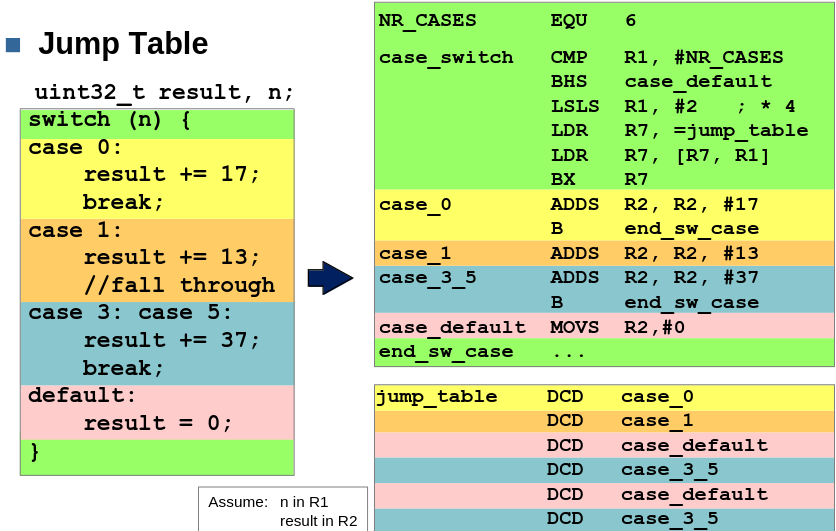 Jump Table
uint32_t result, n;
switch (n) {
case 0:
    result += 17;
    break;
case 1:
    result += 13;
    //fall through
case 3: case 5:
    result += 37;
    break;
default:
    result = 0;
}
Assume: n in R1
result in R2
NR_CASES EQU 6
case_switch CMP R1, #NR_CASES
BHS case_default
LSLS R1, #2 ; * 4
LDR R7, =jump_table
LDR R7, [R7, R1]
BX R7
case_0 ADDS R2, R2, #17
B end_sw_case
case_1 ADDS R2, R2, #13
case_3_5 ADDS R2, R2, #37
B end_sw_case
case_default MOVS R2,#0
end_sw_case ...
jump_table DCD case_0
DCD case_1
DCD case_default
DCD case_3_5
DCD case_default
DCD case_3_5